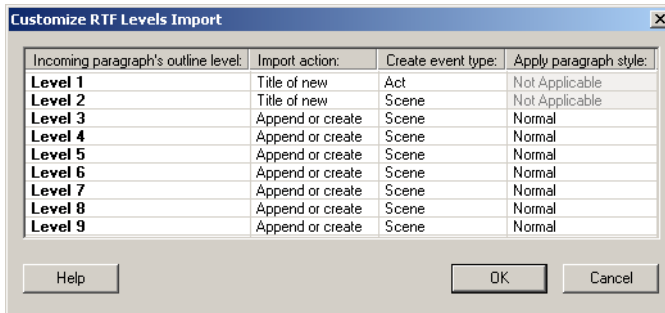 Customize RTF Levels Import
Incoming paragraph's outline level: Import action: Create event type: Apply paragraph style:
Level 1 Title of new Act Not Applicable
Level 2 Title of new Scene Not Applicable
Level 3 Append or create Scene Normal
Level 4 Append or create Scene Normal
Level 5 Append or create Scene Normal
Level 6 Append or create Scene Normal
Level 7 Append or create Scene Normal
Level 8 Append or create Scene Normal
Level 9 Append or create Scene Normal
Help OK Cancel